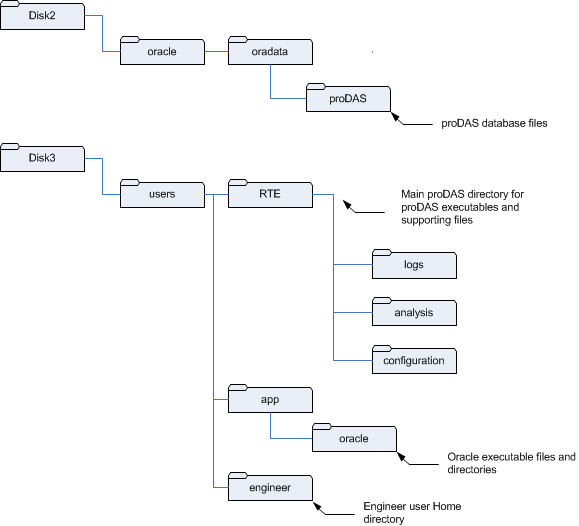 Disk2
oracle
oradata
proDAS
proDAS database files
Disk3
users
RTE
Main proDAS directory for
proDAS executables and
supporting files
logs
analysis
configuration
app
oracle
Oracle executable files and
directories
engineer
Engineer user Home
directory